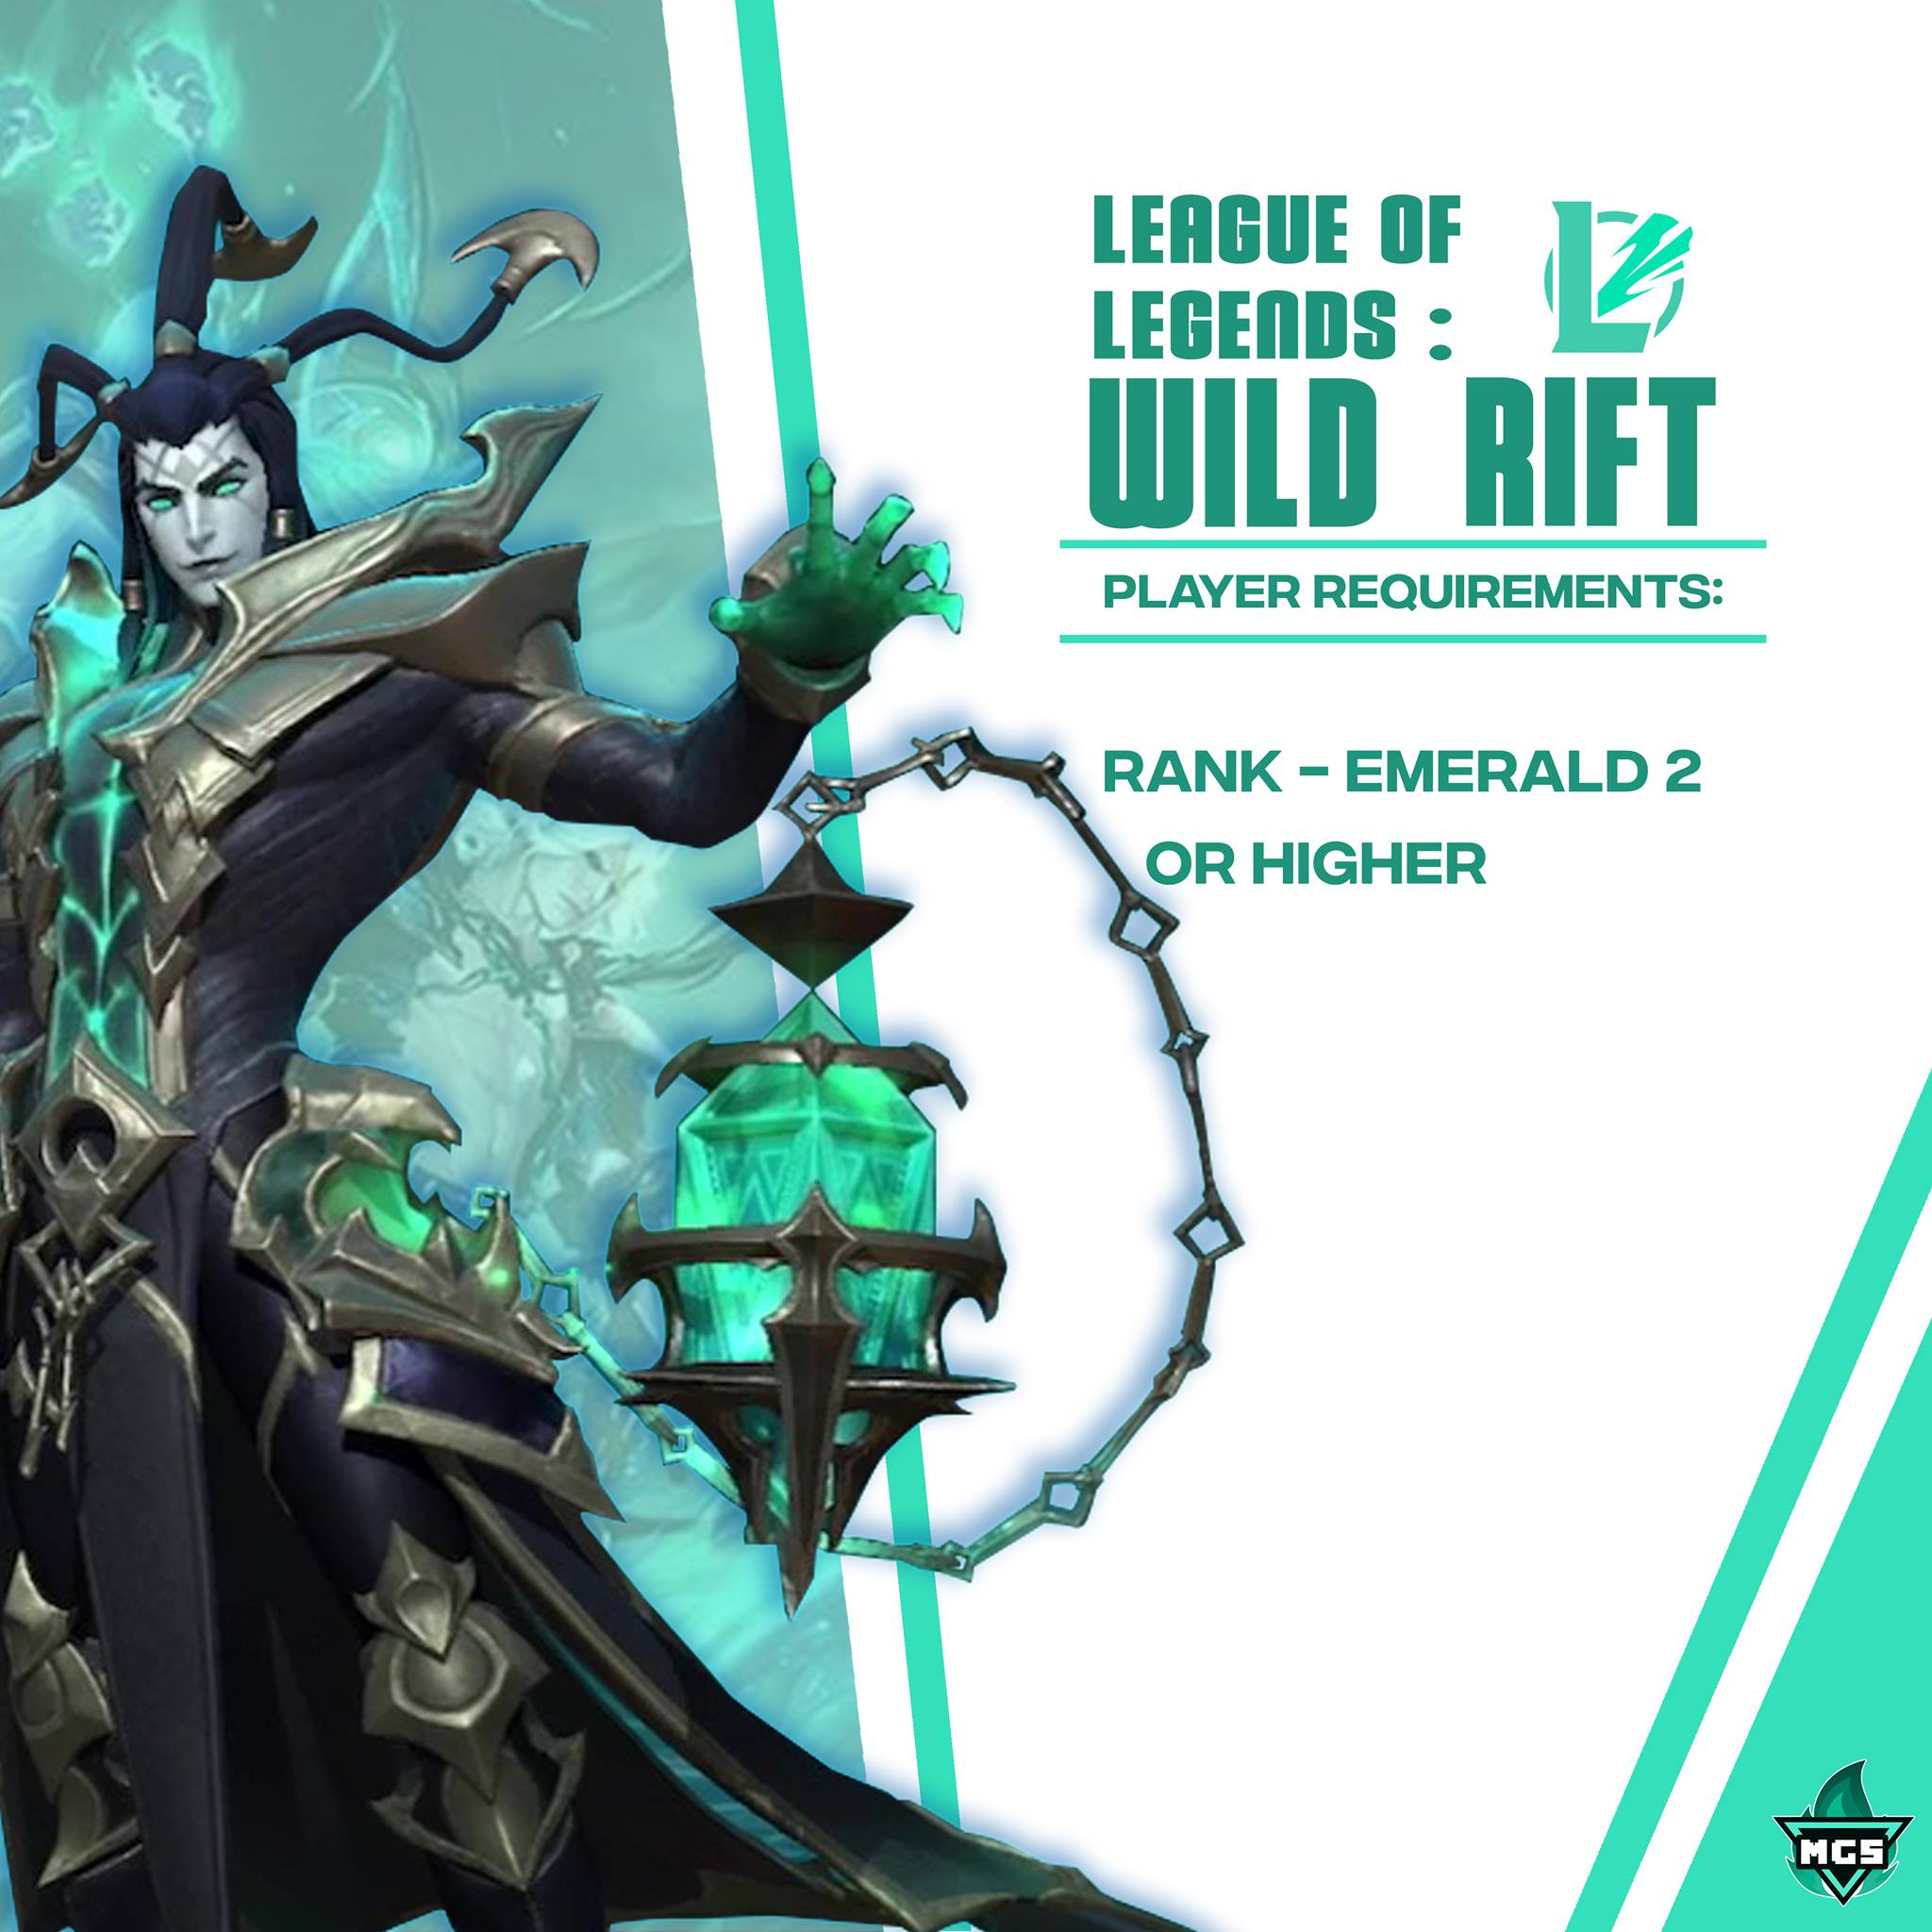 LEAGUE OF
LEGENDS :
WILD RIFT
PLAYER REQUIREMENTS:
RANK - EMERALD 2
OR HIGHER
MGS